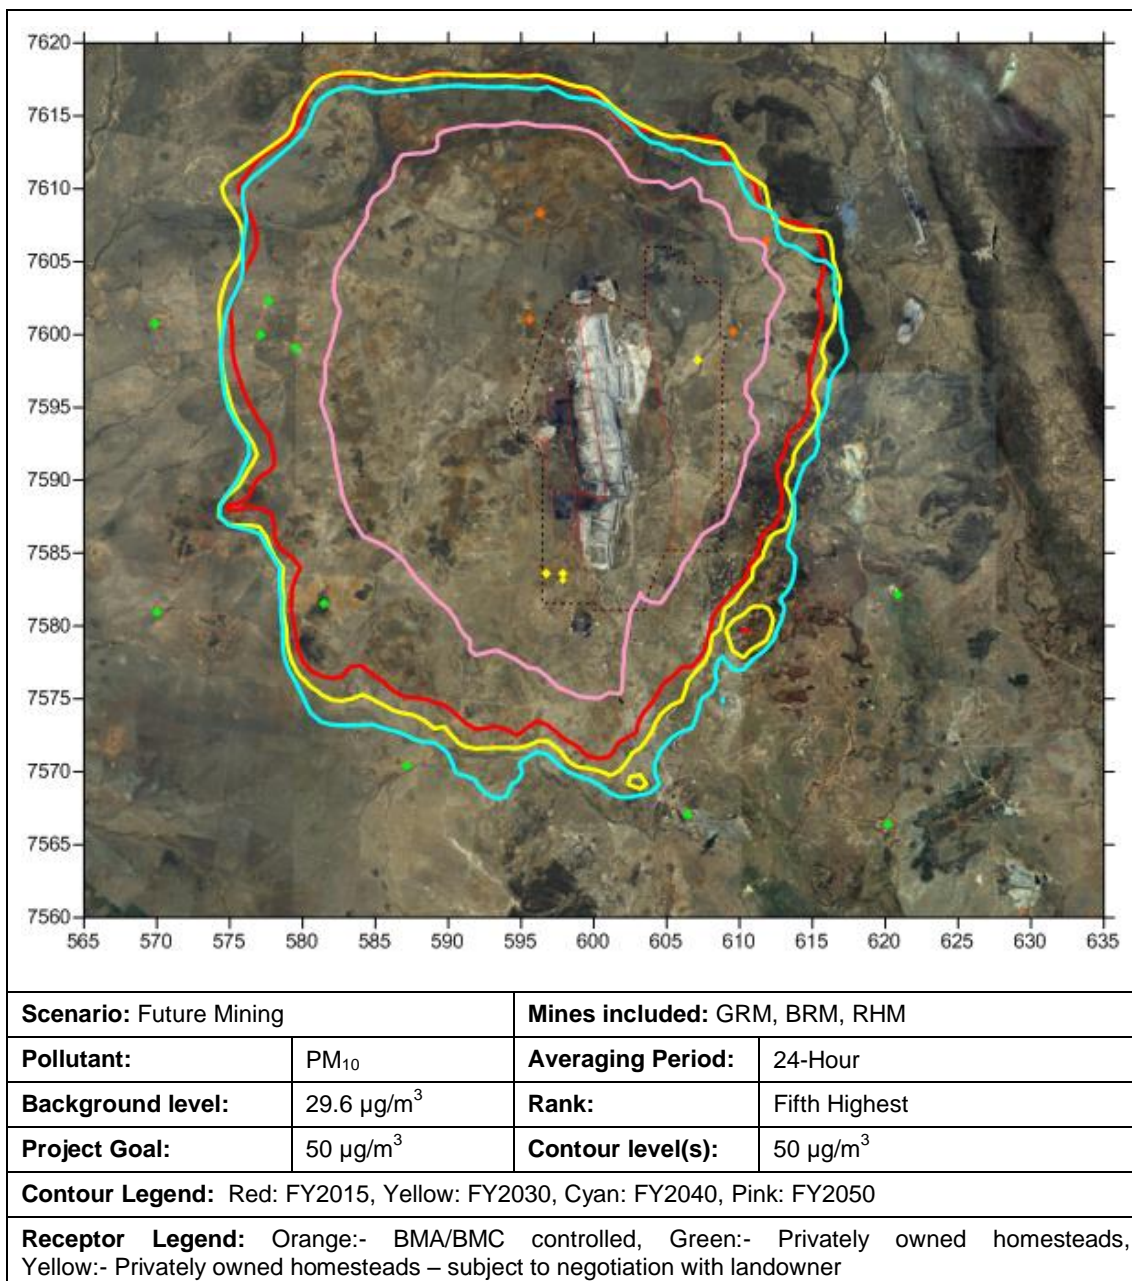 7620
7615
7610
7605
7600
7595
7590
7585
7580
7575
7570
7565
7560
565 570 575 580 585 590 595 600 605 610 615 620 625 630 635
Scenario: Future Mining Mines included: GRM, BRM, RHM
Pollutant: PM₁₀ Averaging Period: 24-Hour
Background level: 29.6 µg/m³ Rank: Fifth Highest
Project Goal: 50 µg/m³ Contour level(s): 50 µg/m³
Contour Legend: Red: FY2015, Yellow: FY2030, Cyan: FY2040, Pink: FY2050
Receptor Legend: Orange:- BMA/BMC controlled, Green:- Privately owned homesteads,
Yellow:- Privately owned homesteads – subject to negotiation with landowner